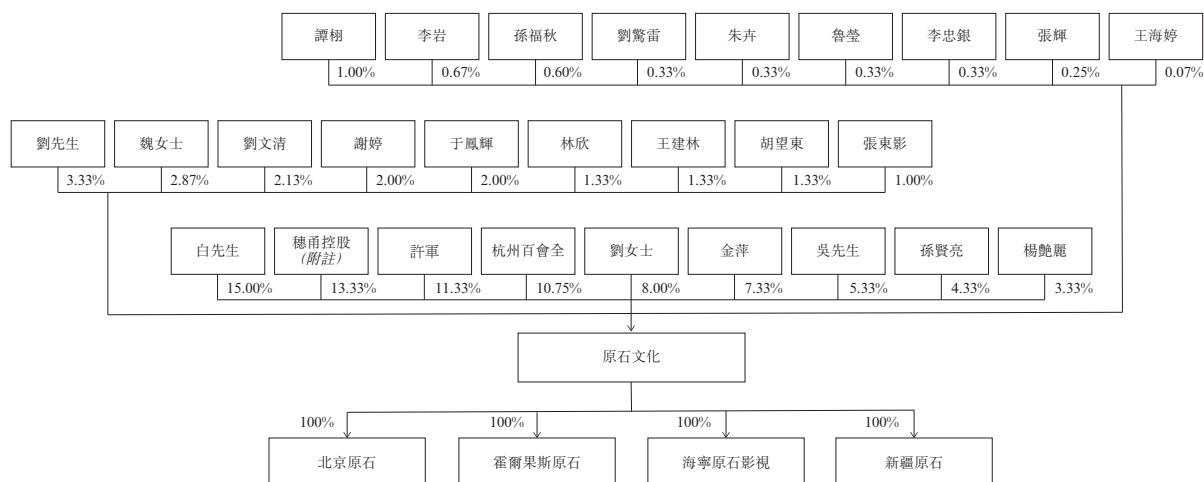 譚栩 李岩 孫福秋 劉驚雷 朱卉 魯瑩 李忠銀 張輝 王海婷
1.00% 0.67% 0.60% 0.33% 0.33% 0.33% 0.33% 0.25% 0.07%
劉先生 魏女士 劉文清 謝婷 于鳳輝 林欣 王建林 胡望東 張東影
3.33% 2.87% 2.13% 2.00% 2.00% 1.33% 1.33% 1.33% 1.00%
白先生 穗甬控股 許軍 杭州百會全 劉女士 金萍 吳先生 孫賢亮 楊艷麗
(附註)
15.00% 13.33% 11.33% 10.75% 8.00% 7.33% 5.33% 4.33% 3.33%
原石文化
100% 100% 100% 100%
北京原石 霍爾果斯原石 海寧原石影視 新疆原石